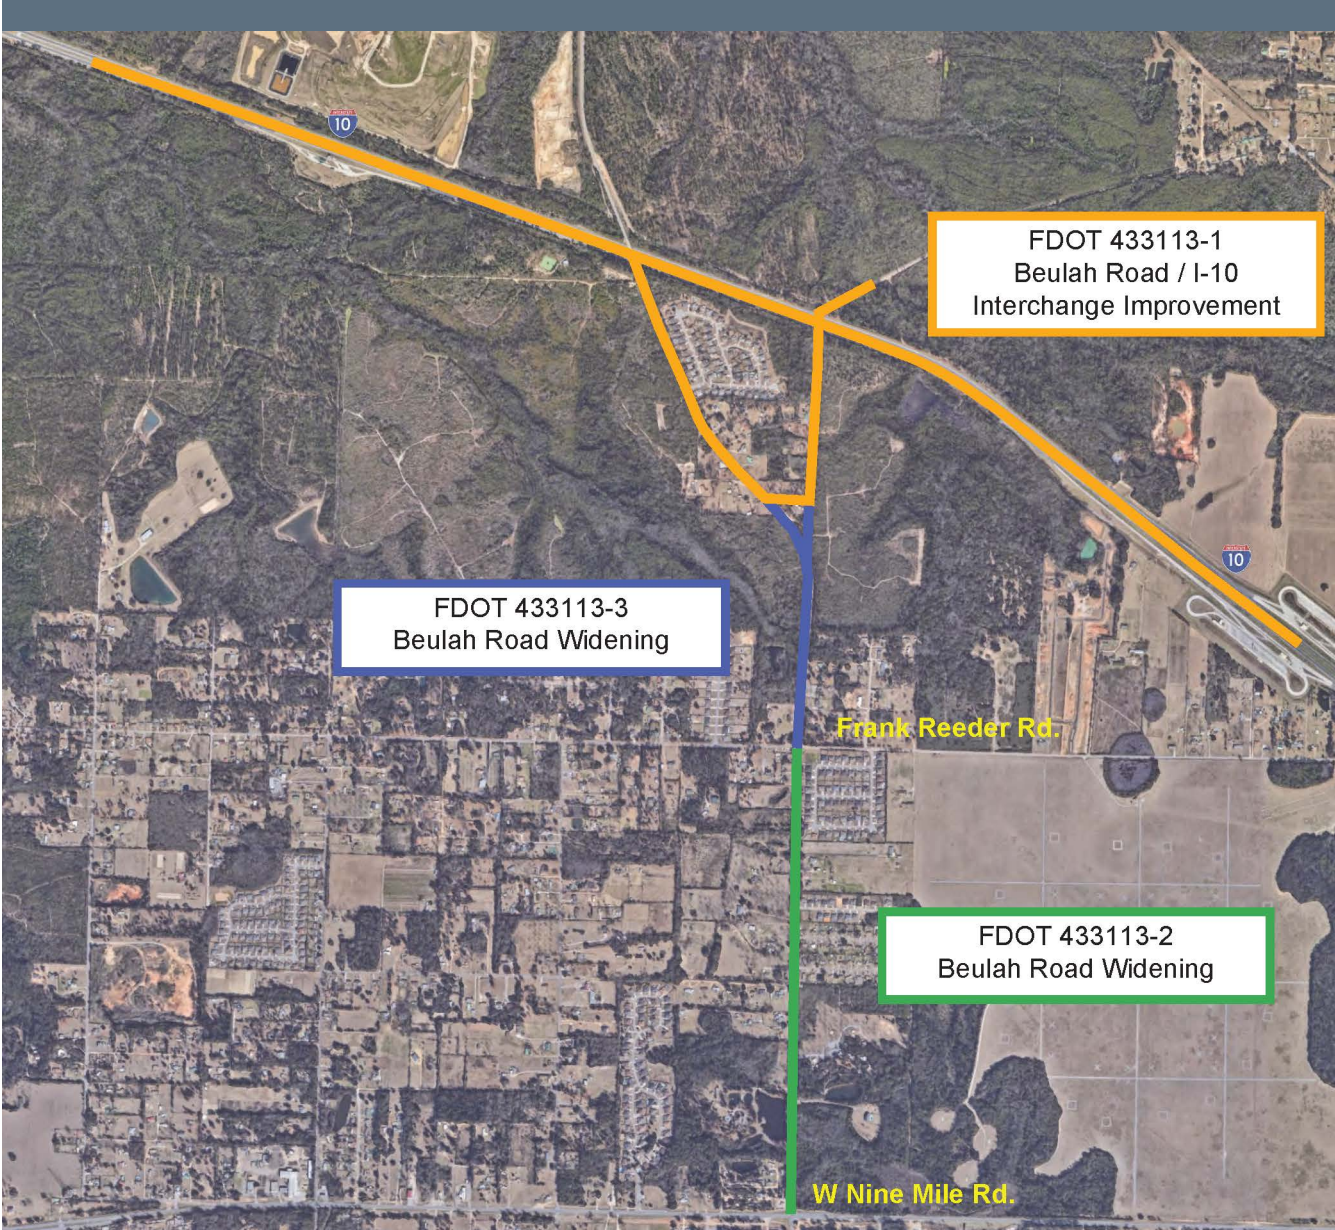 10
FDOT 433113-1
Beulah Road / I-10
Interchange Improvement
10
FDOT 433113-3
Beulah Road Widening
Frank Reeder Rd.
FDOT 433113-2
Beulah Road Widening
W Nine Mile Rd.